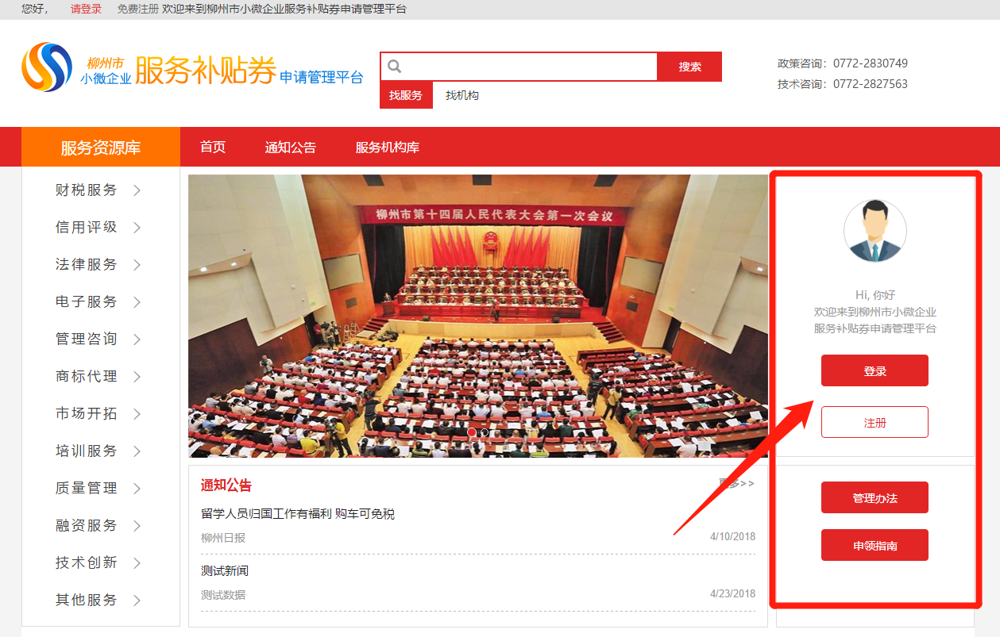 您好， 请登录 免费注册 欢迎来到柳州市小微企业服务补贴券申请管理平台
柳州市
小微企业 服务补贴券 申请管理平台
搜索
找服务 找机构
政策咨询：0772-2830749
技术咨询：0772-2827563
服务资源库 首页 通知公告 服务机构库
财税服务
信用评级
法律服务
电子服务
管理咨询
商标代理
市场开拓
培训服务
质量管理
融资服务
技术创新
其他服务
柳州市第十四届人民代表大会第一次会议
通知公告 更多>>
留学人员归国工作有福利 购车可免税
柳州日报 4/10/2018
测试新闻
测试数据 4/23/2018
Hi, 你好
欢迎来到柳州市小微企业
服务补贴券申请管理平台
登录
注册
管理办法
申领指南